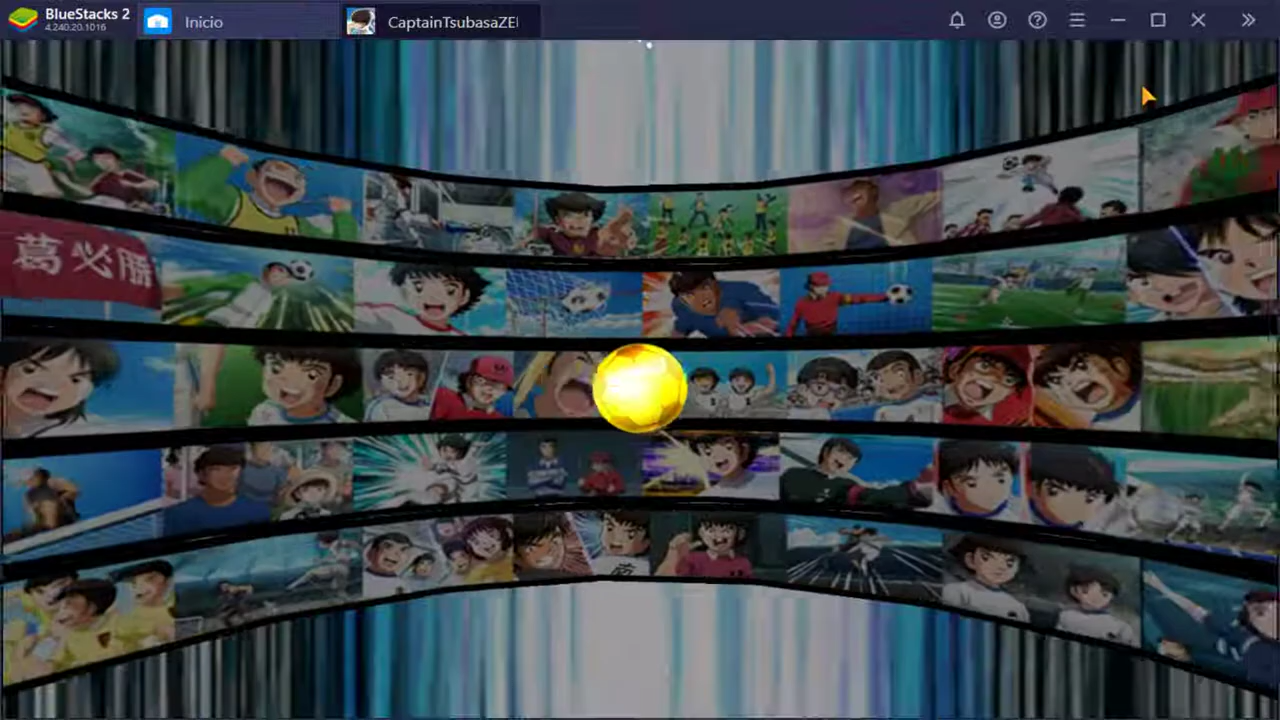 BlueStacks 2
4.240.20.1016
Inicio
CaptainTsubasaZEI
葛必勝